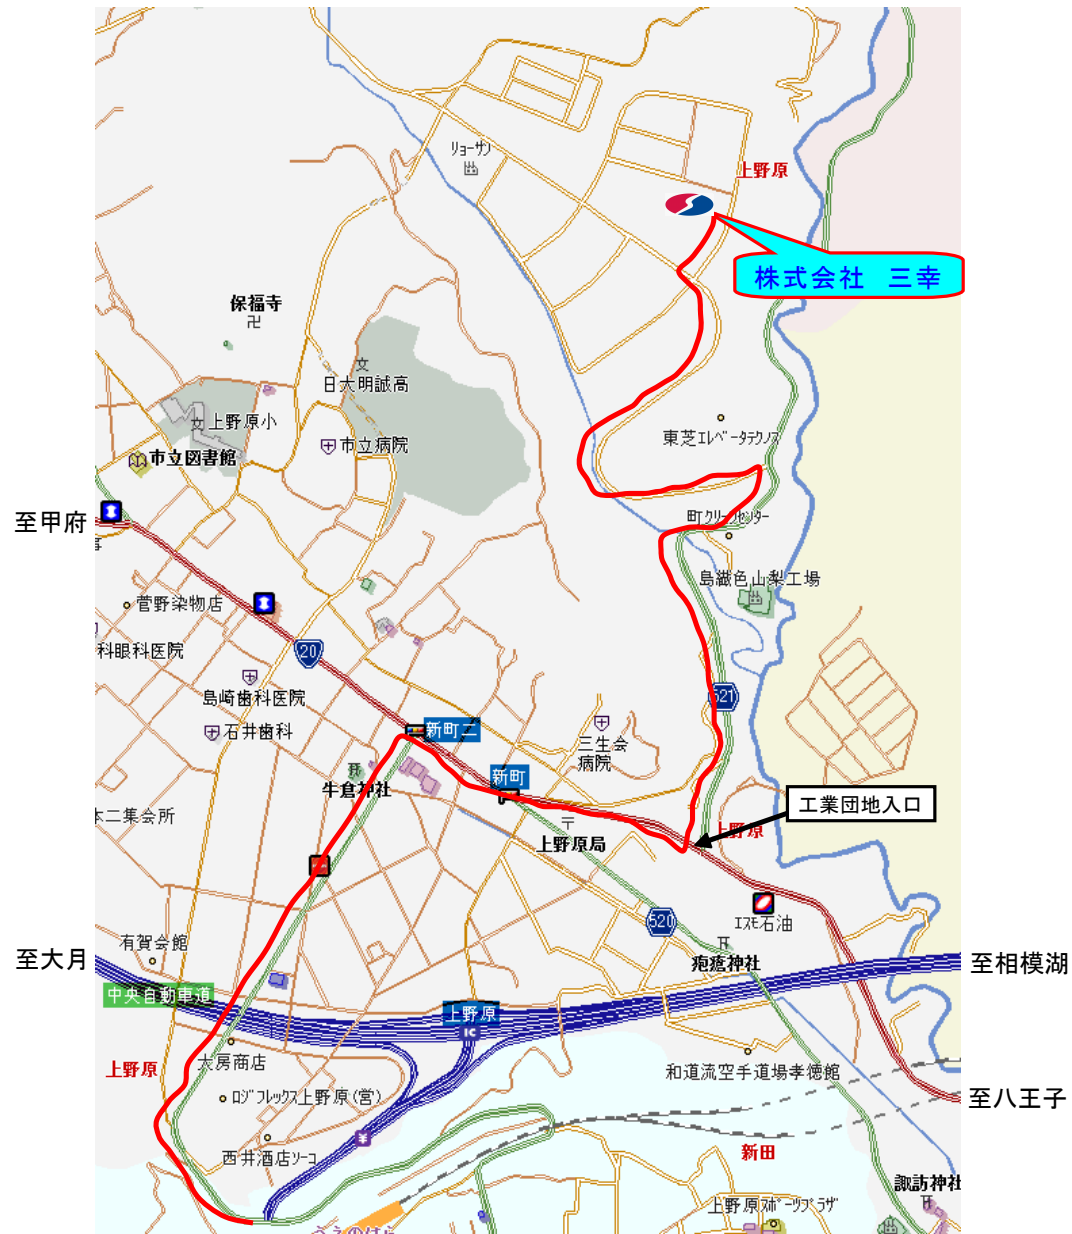 リョーサン
上野原
株式会社 三幸
保福寺
日大明誠高
上野原小
市立病院
市立図書館
東芝エレベータテクノス
至甲府
町クリーンセンター
島繊色山梨工場
菅野染物店
20
科眼科医院
島崎歯科医院
521
石井歯科
新町二
三生会
病院
新町
牛倉神社
工業団地入口
本二集会所
上野原
上野原局
520
エスモ石油
有賀会館
疱瘡神社
至大月
至相模湖
中央自動車道
上野原
IC
大房商店
上野原
和道流空手道場孝徳館
ロジフレックス上野原(営)
至八王子
西井酒店ソーコ
新田
諏訪神社
上野原スポーツプラザ
うえのはら